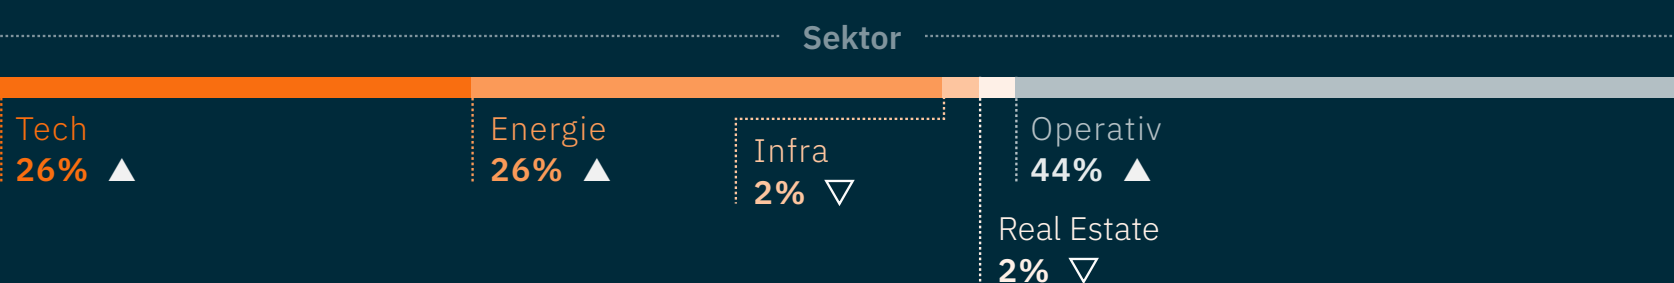 Sektor
Tech
26% ▲
Energie
26% ▲
Infra
2% ▽
Operativ
44% ▲
Real Estate
2% ▽